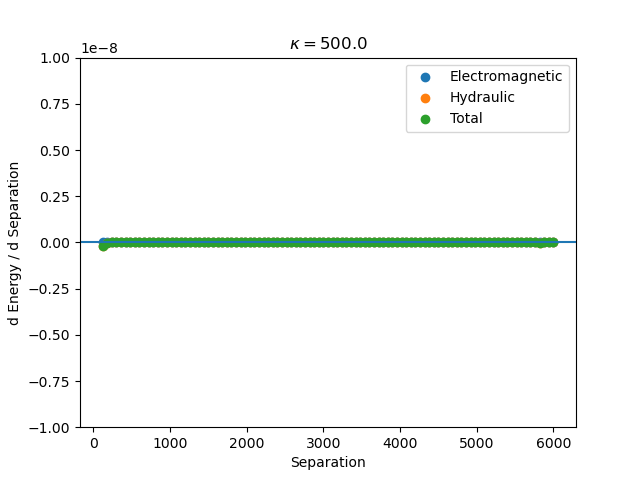 κ = 500.0
1e−8
1.00
0.75
0.50
0.25
0.00
−0.25
−0.50
−0.75
−1.00
d Energy / d Separation
Electromagnetic
Hydraulic
Total
0 1000 2000 3000 4000 5000 6000
Separation